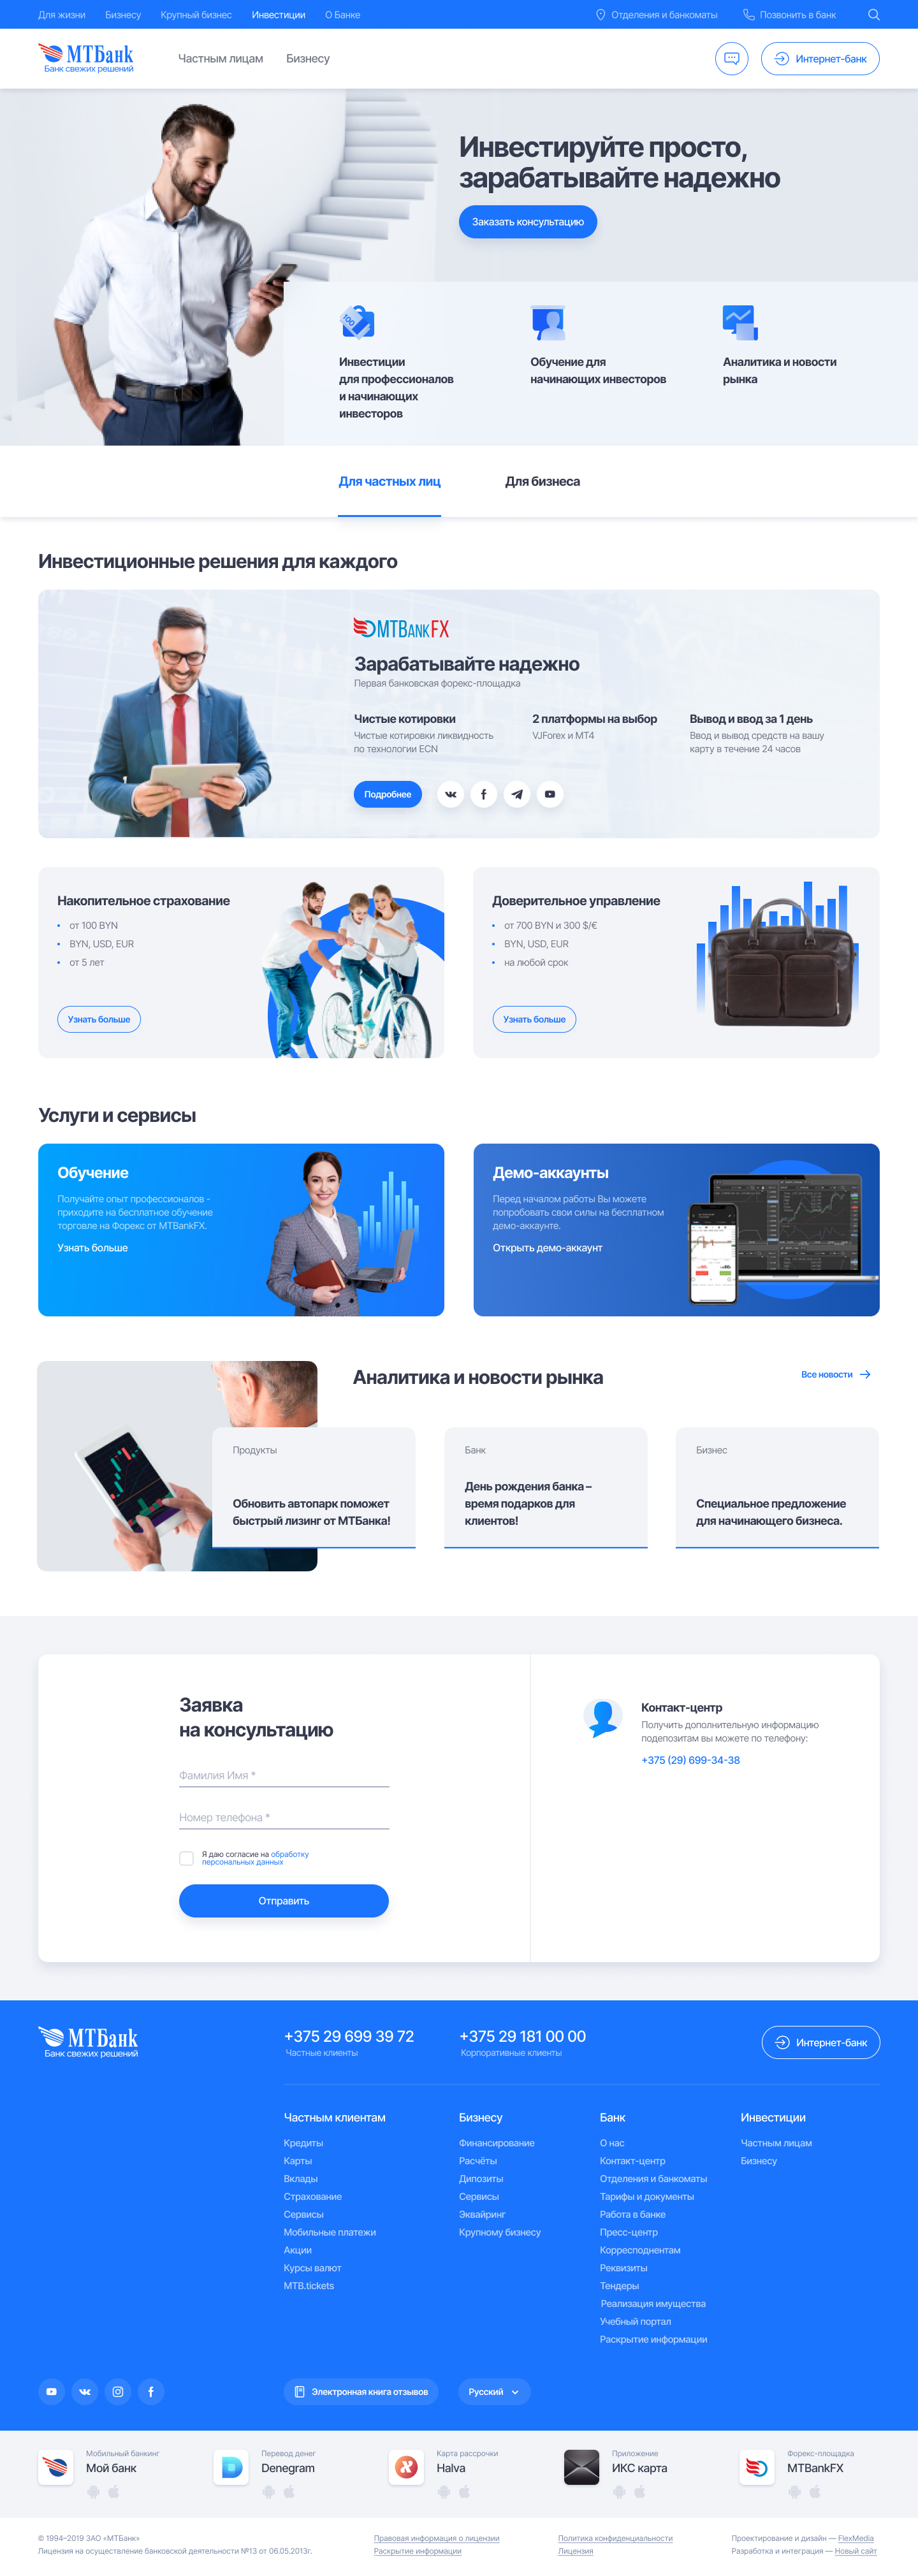 Для жизни
Бизнесу
Крупный бизнес
Инвестиции
О Банке
Отделения и банкоматы
Позвонить в банк
МТБанк
Банк свежих решений
Частным лицам
Бизнесу
Интернет-банк
Инвестируйте просто,
зарабатывайте надежно
Заказать консультацию
100
Инвестиции
для профессионалов
и начинающих
инвесторов
Обучение для
начинающих инвесторов
Аналитика и новости
рынка
Для частных лиц
Для бизнеса
Инвестиционные решения для каждого
MTBANKFX
Зарабатывайте надежно
Первая банковская форекс-площадка
Чистые котировки
Чистые котировки ликвидность
по технологии ECN
2 платформы на выбор
VJForex и MT4
Вывод и ввод за 1 день
Ввод и вывод средств на вашу
карту в течение 24 часов
Подробнее
Накопительное страхование
от 100 BYN
BYN, USD, EUR
от 5 лет
Узнать больше
Доверительное управление
от 700 BYN и 300 $/€
BYN, USD, EUR
на любой срок
Узнать больше
Услуги и сервисы
Обучение
Получайте опыт профессионалов -
приходите на бесплатное обучение
торговле на Форекс от MTBankFX.
Узнать больше
Демо-аккаунты
Перед началом работы Вы можете
попробовать свои силы на бесплатном
демо-аккаунте.
Открыть демо-аккаунт
Аналитика и новости рынка
Все новости
Продукты
Обновить автопарк поможет
быстрый лизинг от МТБанка!
Банк
День рождения банка –
время подарков для
клиентов!
Бизнес
Специальное предложение
для начинающего бизнеса.
Заявка
на консультацию
Фамилия Имя *
Номер телефона *
Я даю согласие на обработку
персональных данных
Отправить
Контакт-центр
Получить дополнительную информацию
подепозитам вы можете по телефону:
+375 (29) 699-34-38
МТБанк
Банк свежих решений
+375 29 699 39 72
Частные клиенты
+375 29 181 00 00
Корпоративные клиенты
Интернет-банк
Частным клиентам
Кредиты
Карты
Вклады
Страхование
Сервисы
Мобильные платежи
Акции
Курсы валют
MTB.tickets
Бизнесу
Финансирование
Расчёты
Дипозиты
Сервисы
Эквайринг
Крупному бизнесу
Банк
О нас
Контакт-центр
Отделения и банкоматы
Тарифы и документы
Работа в банке
Пресс-центр
Корреспондентам
Реквизиты
Тендеры
Реализация имущества
Учебный портал
Раскрытие информации
Инвестиции
Частным лицам
Бизнесу
Электронная книга отзывов
Русский
Мобильный банкинг
Мой банк
Перевод денег
Denegram
Карта рассрочки
Halva
Приложение
ИКС карта
Форекс-площадка
MTBankFX
© 1994–2019 ЗАО «МТБанк»
Лицензия на осуществление банковской деятельности №13 от 06.05.2013г.
Правовая информация о лицензии
Раскрытие информации
Политика конфиденциальности
Лицензия
Проектирование и дизайн — FlexMedia
Разработка и интеграция — Новый сайт